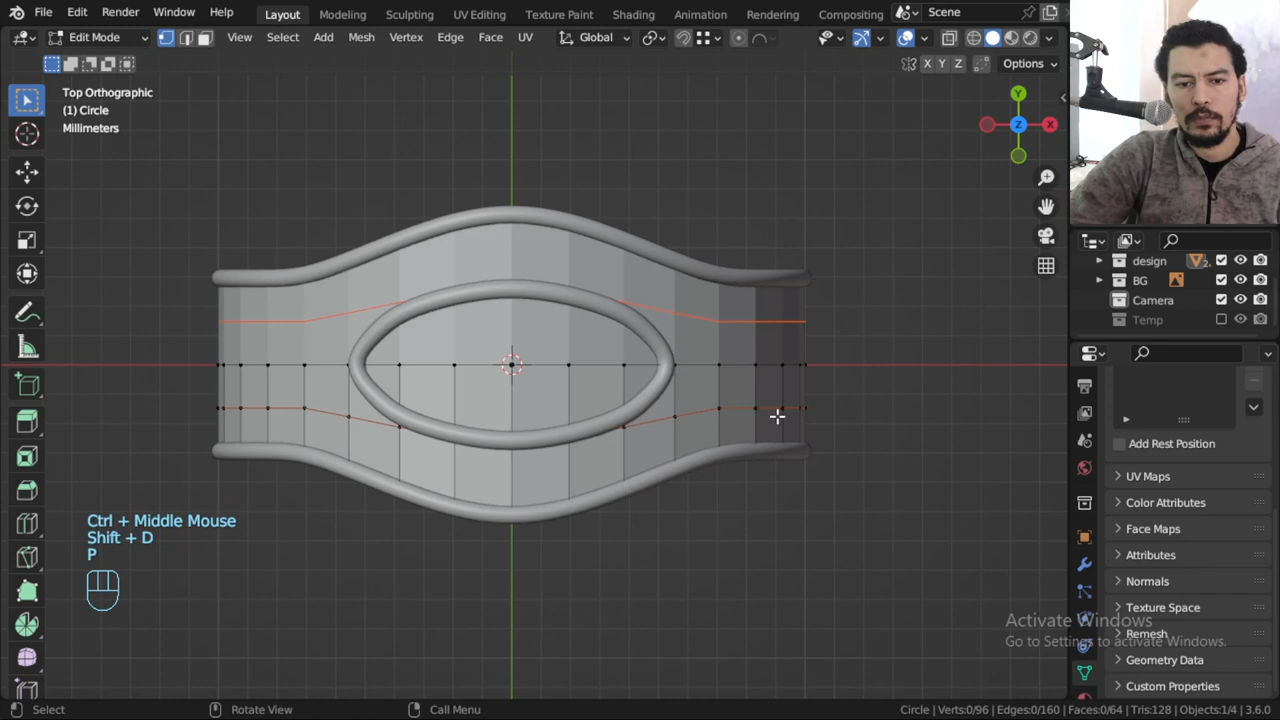 File Edit Render Window Help Layout Modeling Sculpting UV Editing Texture Paint Shading Animation Rendering Compositing Scene
Edit Mode View Select Add Mesh Vertex Edge Face UV Global
X Y Z Options
Top Orthographic
(1) Circle
Millimeters
Y
X
Z
design 2
BG
Camera
Temp
Add Rest Position
UV Maps
Color Attributes
Face Maps
Attributes
Normals
Texture Space
Remesh
Geometry Data
Custom Properties
Ctrl + Middle Mouse
Shift + D
P
Activate Windows
Go to Settings to activate Windows.
Select Rotate View Call Menu Circle | Verts:0/96 | Edges:0/160 | Faces:0/64 | Tris:128 | Objects:1/4 | 3.6.0